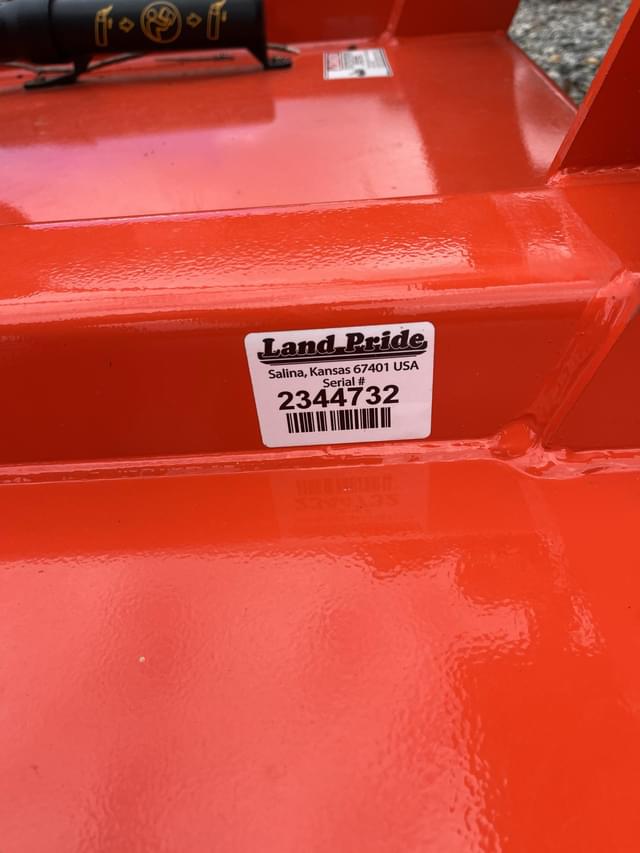 Land Pride
Salina, Kansas 67401 USA
Serial #
2344732